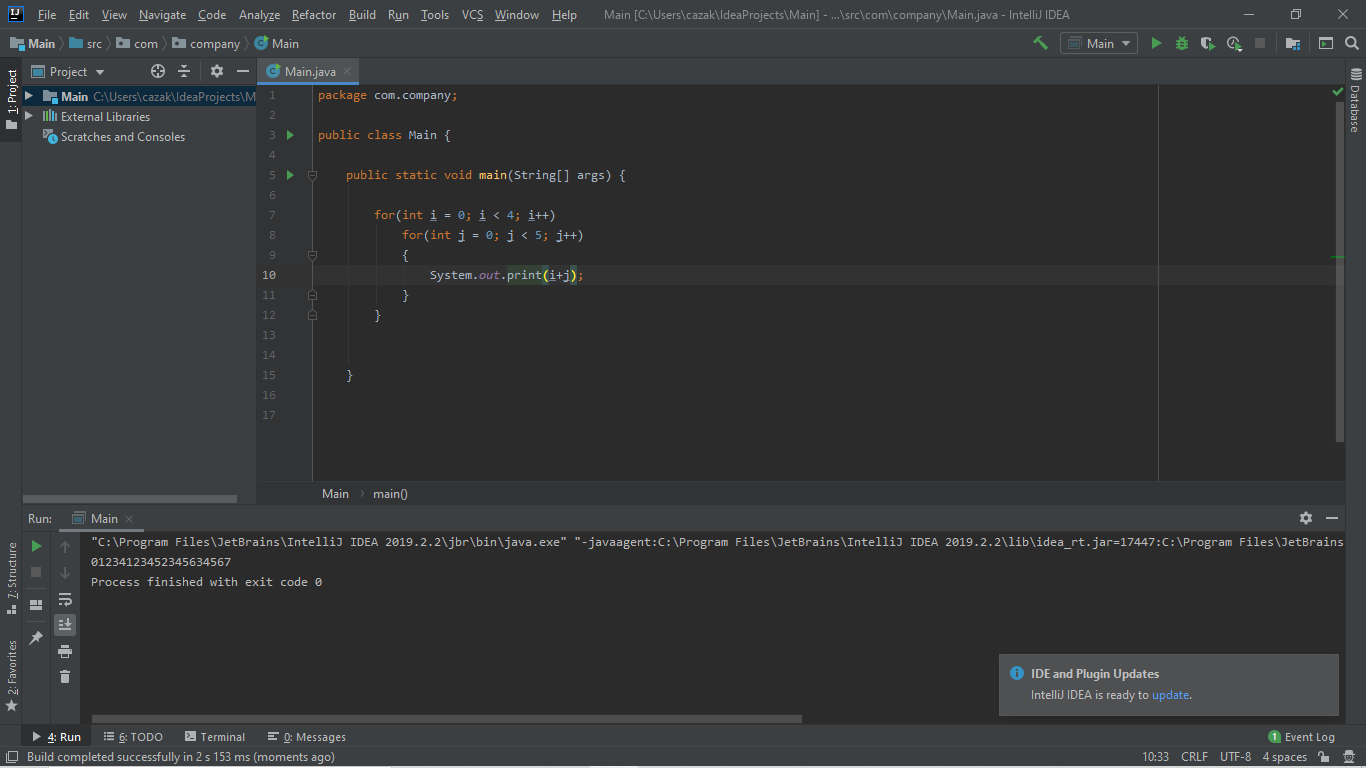 File Edit View Navigate Code Analyze Refactor Build Run Tools VCS Window Help Main [C:\Users\cazak\IdeaProjects\Main] - ...\src\com\company\Main.java - IntelliJ IDEA
Main src com company Main Main
Project Main.java
1: Project
Main C:\Users\cazak\IdeaProjects\M
External Libraries
Scratches and Consoles
Database
1 package com.company;
2
3 public class Main {
4
5 public static void main(String[] args) {
6
7 for(int i = 0; i < 4; i++)
8 for(int j = 0; j < 5; j++)
9 {
10 System.out.print(i+j);
11 }
12 }
13
14
15 }
16
17
Main main()
Run: Main
"C:\Program Files\JetBrains\IntelliJ IDEA 2019.2.2\jbr\bin\java.exe" "-javaagent:C:\Program Files\JetBrains\IntelliJ IDEA 2019.2.2\lib\idea_rt.jar=17447:C:\Program Files\JetBrains
01234123452345634567
Process finished with exit code 0
7: Structure
2: Favorites
IDE and Plugin Updates
IntelliJ IDEA is ready to update.
4: Run 6: TODO Terminal 0: Messages 1 Event Log
Build completed successfully in 2 s 153 ms (moments ago) 10:33 CRLF UTF-8 4 spaces